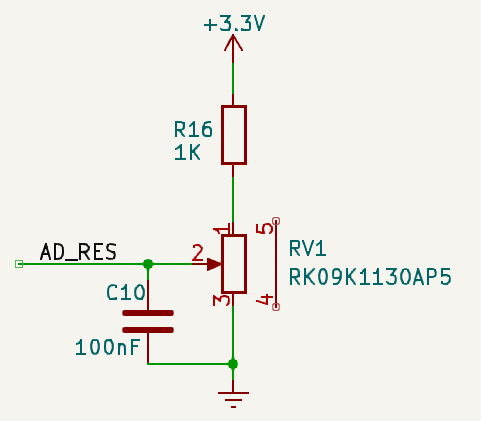 +3.3V
R16
1K
1
5
AD_RES
2
RV1
RK09K1130AP5
C10
3
4
100nF